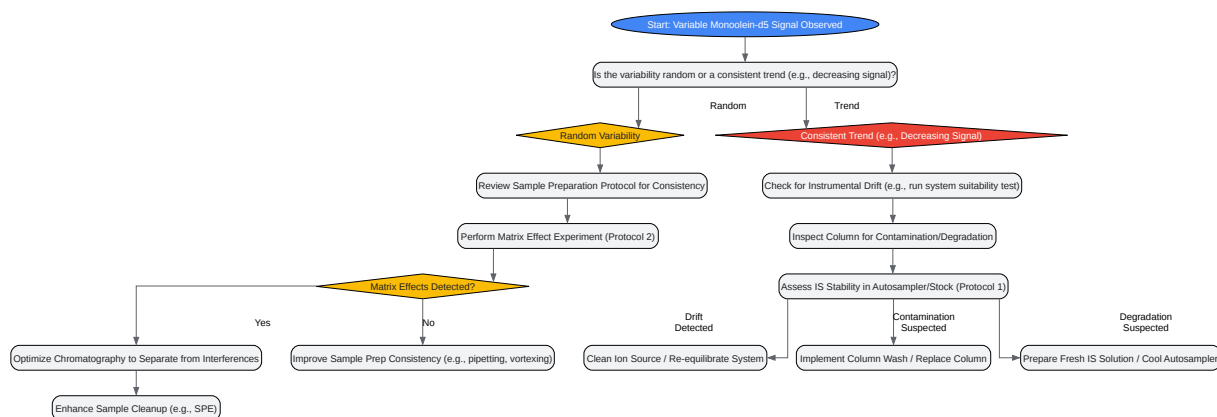 Start: Variable Monoolein-d5 Signal Observed
Is the variability random or a consistent trend (e.g., decreasing signal)?
Random
Trend
Random Variability
Consistent Trend (e.g., Decreasing Signal)
Review Sample Preparation Protocol for Consistency
Check for Instrumental Drift (e.g., run system suitability test)
Perform Matrix Effect Experiment (Protocol 2)
Inspect Column for Contamination/Degradation
Matrix Effects Detected?
Assess IS Stability in Autosampler/Stock (Protocol 1)
Yes
No
Drift
Detected
Contamination
Suspected
Degradation
Suspected
Optimize Chromatography to Separate from Interferences
Improve Sample Prep Consistency (e.g., pipetting, vortexing)
Clean Ion Source / Re-equilibrate System
Implement Column Wash / Replace Column
Prepare Fresh IS Solution / Cool Autosampler
Enhance Sample Cleanup (e.g., SPE)